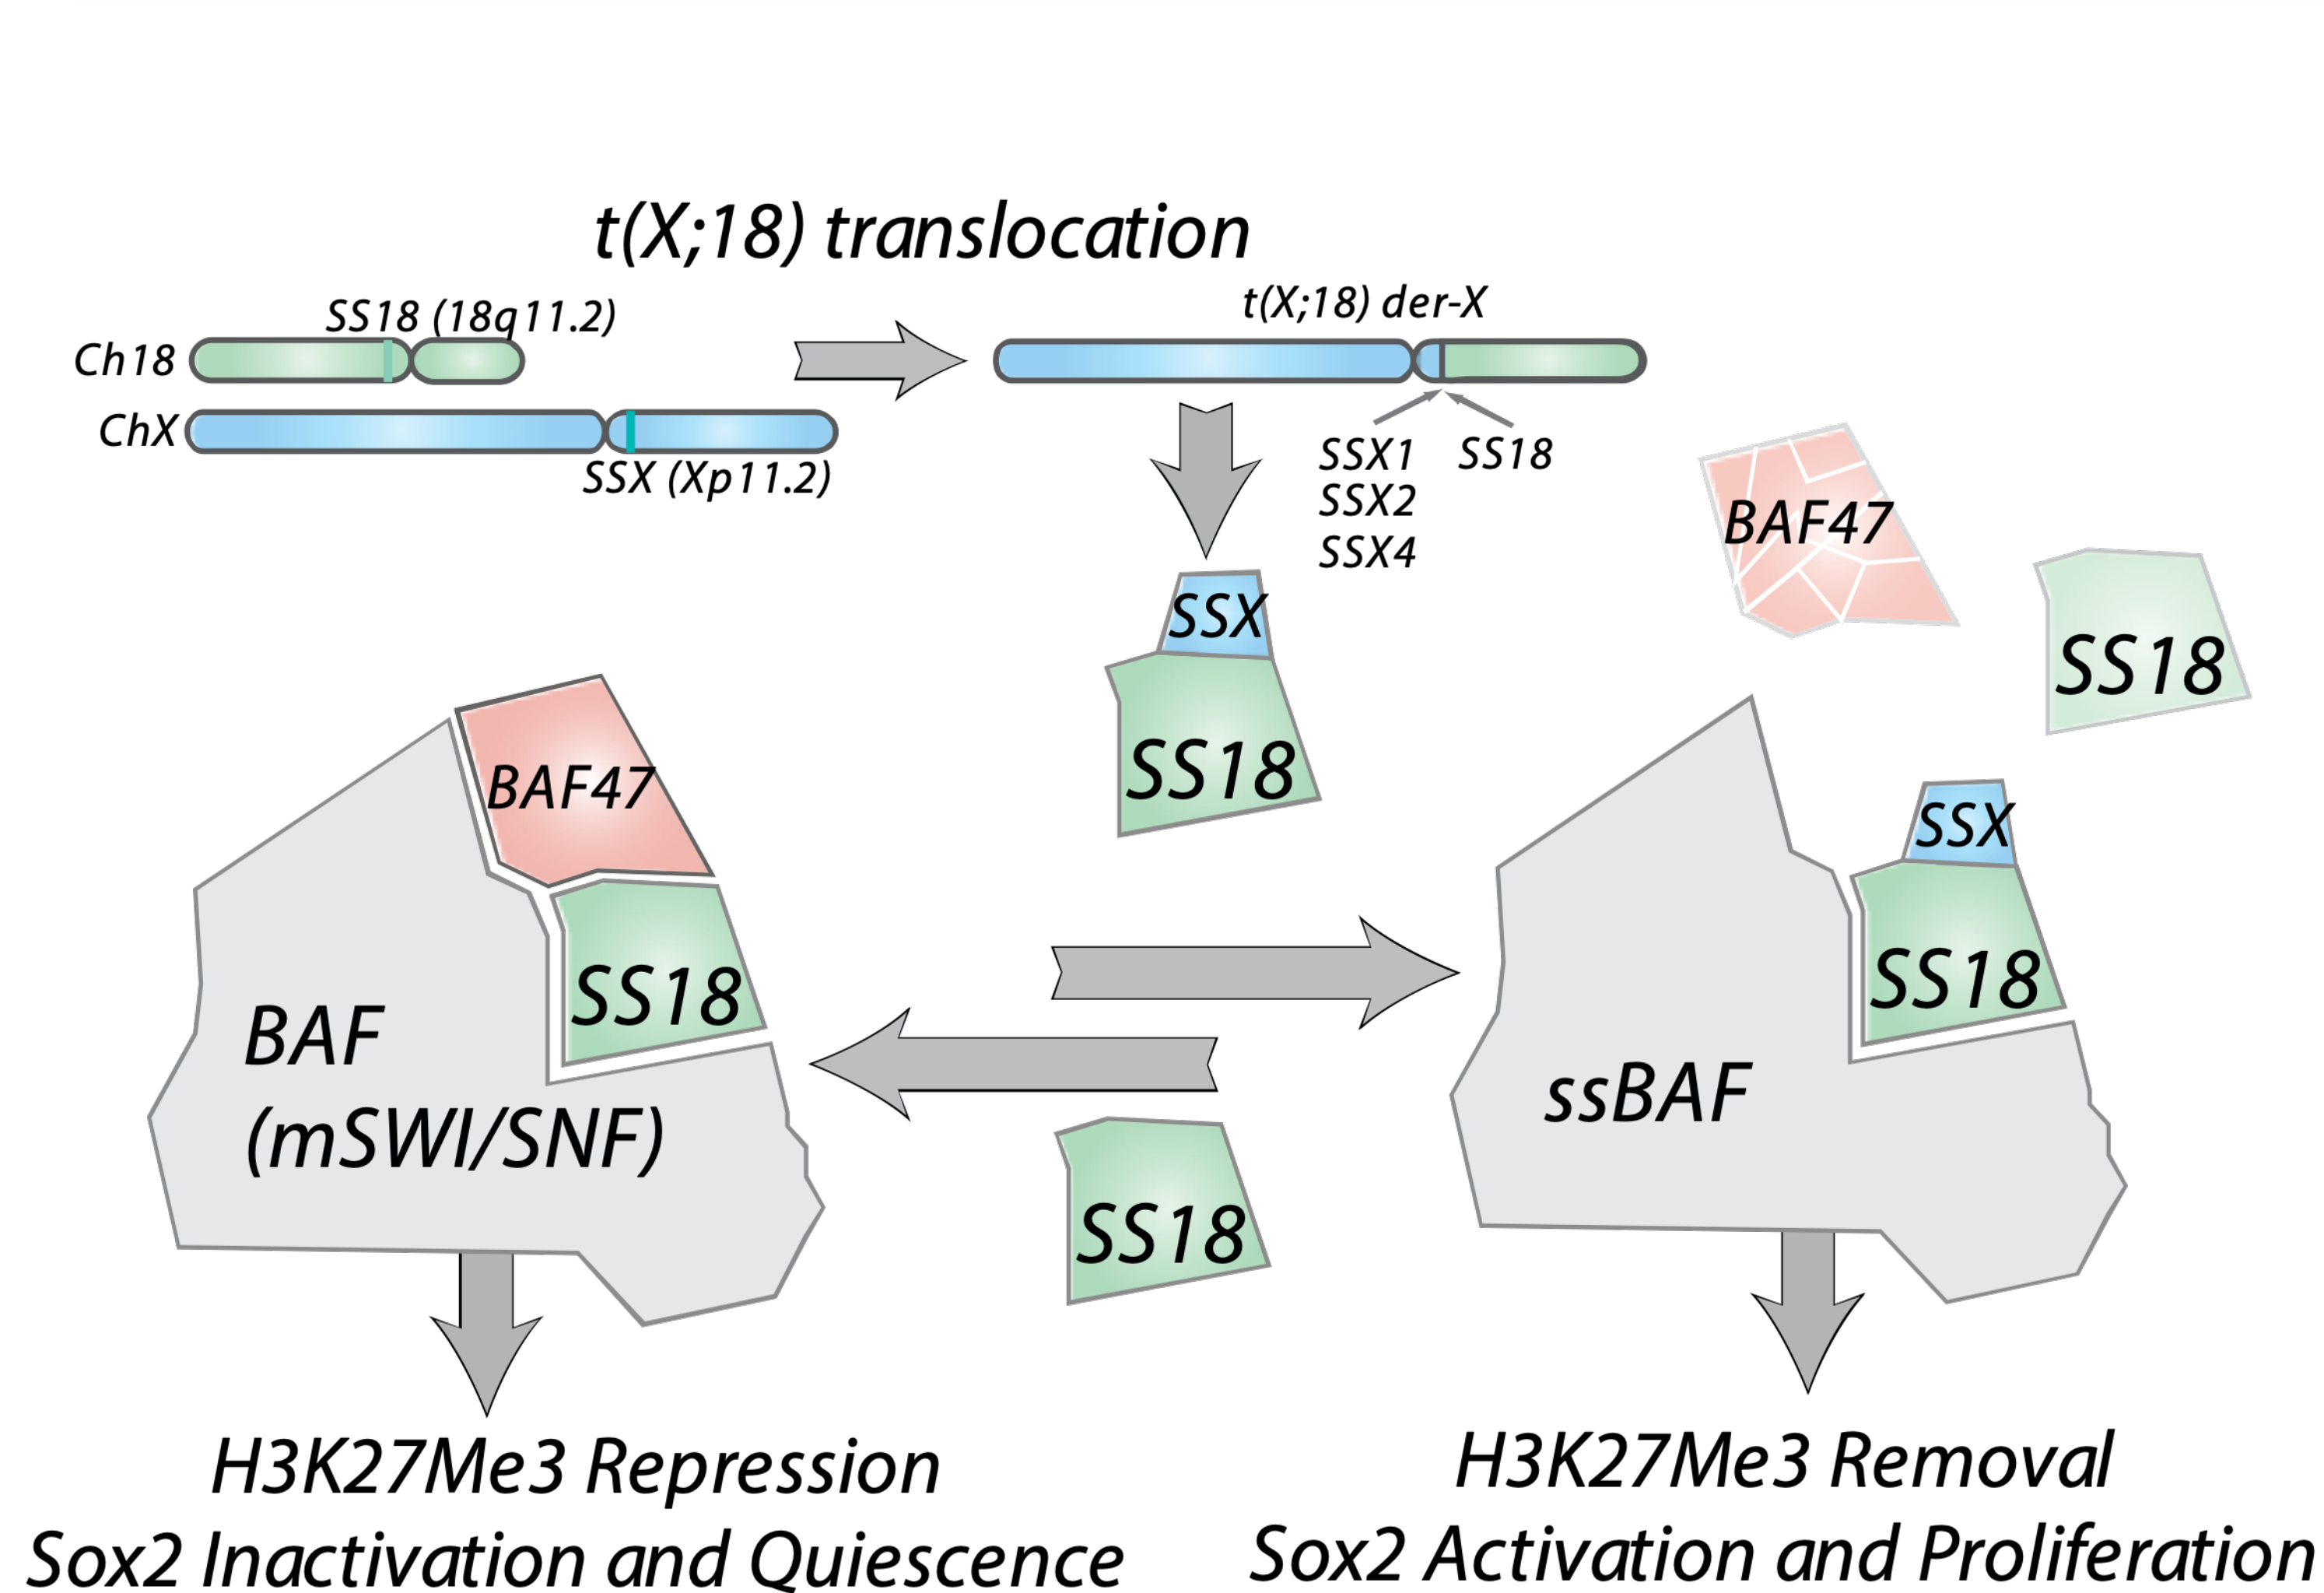 t(X;18) translocation
SS18 (18q11.2)
Ch18
ChX
SSX (Xp11.2)
t(X;18) der-X
SSX1
SS18
SSX2
SSX4
SSX
SS18
BAF47
SS18
BAF47
SS18
BAF
(mSWI/SNF)
SS18
SSX
SS18
ssBAF
H3K27Me3 Repression
Sox2 Inactivation and Quiescence
H3K27Me3 Removal
Sox2 Activation and Proliferation